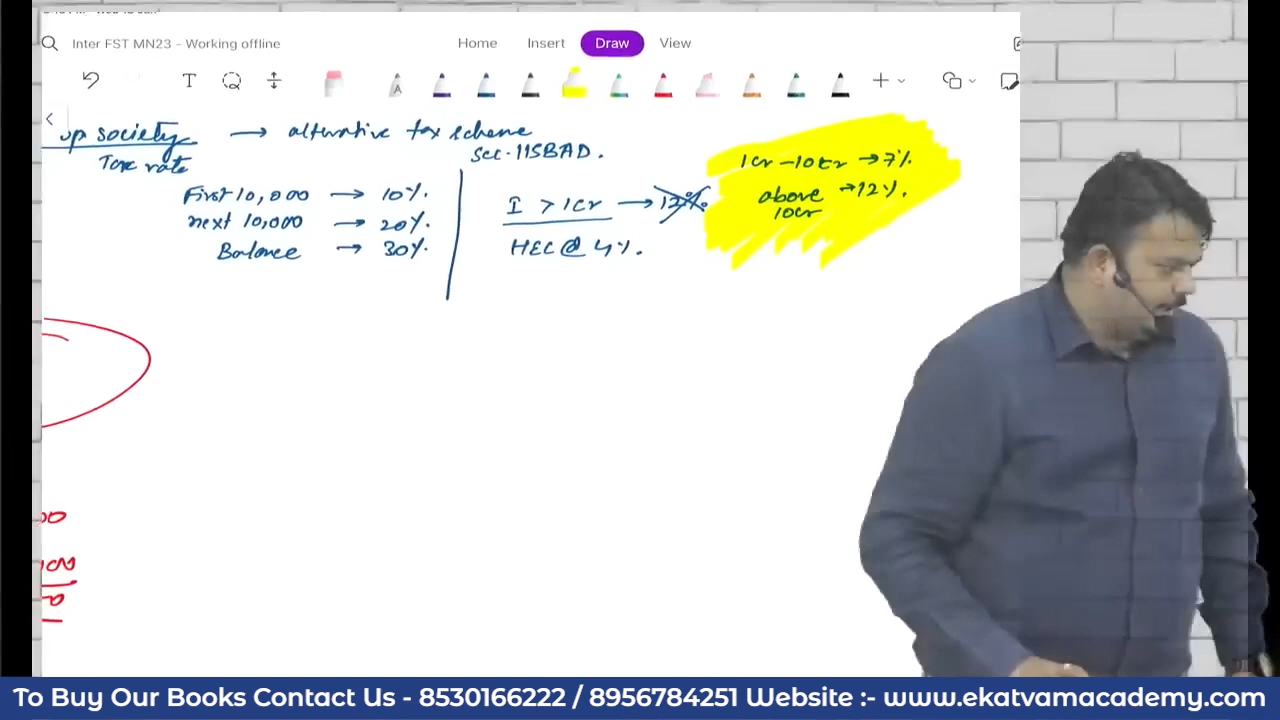 Inter FST MN23 - Working offline
Home Insert Draw View
op society → alternative tax scheme
Sec. 115BAD.
Tax rate
First 10,000 → 10%.
next 10,000 → 20%.
Balance → 30%.
I > 1cr → 12%
HEC @ 4%.
1cr - 10cr → 7%
above → 12%.
10cr
To Buy Our Books Contact Us - 8530166222 / 8956784251 Website :- www.ekatvamacademy.com